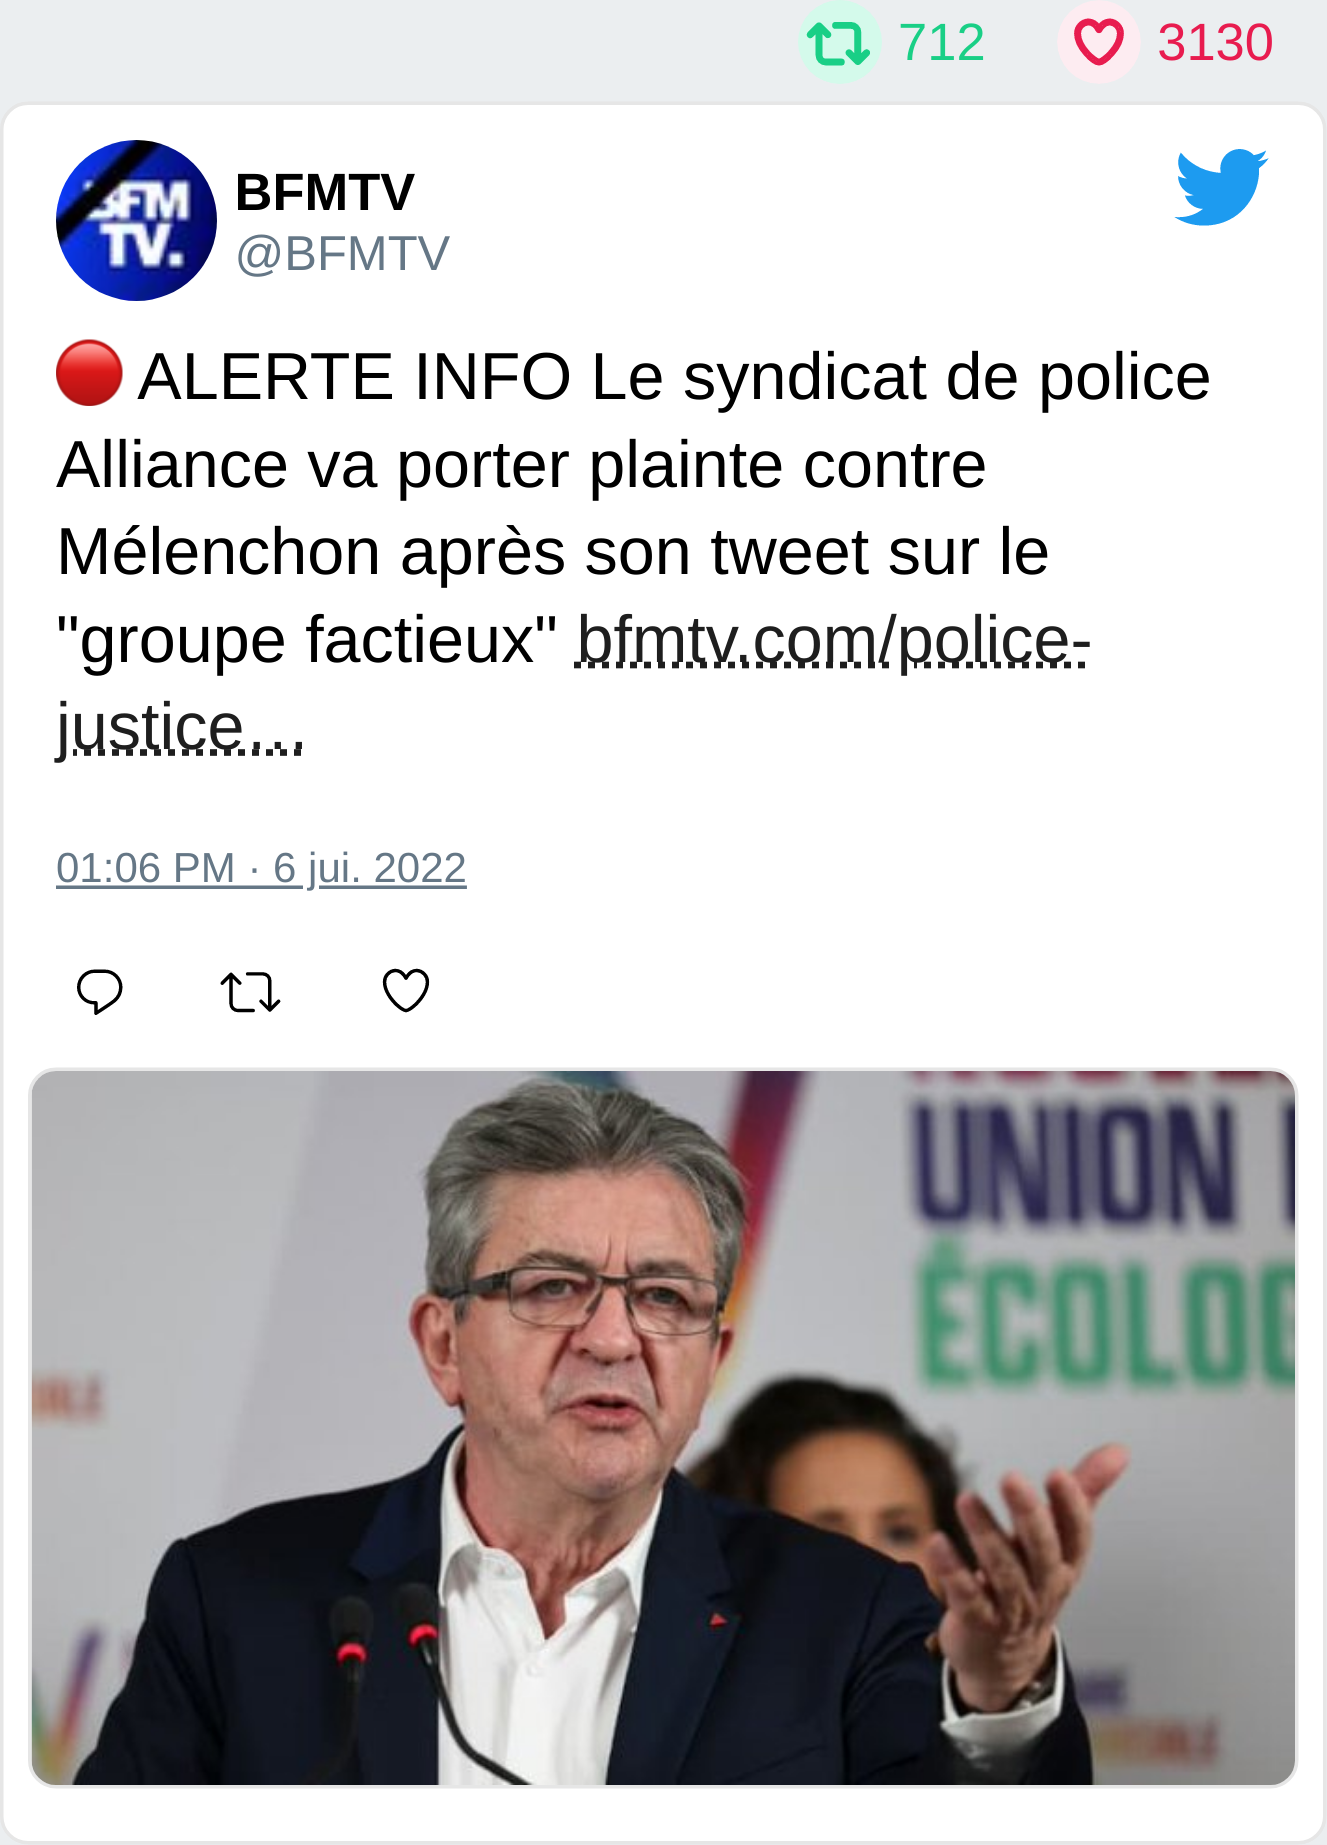 712 3130
BFM
TV.
BFMTV
@BFMTV
ALERTE INFO Le syndicat de police
Alliance va porter plainte contre
Mélenchon après son tweet sur le
"groupe factieux" bfmtv.com/police-
justice...
01:06 PM · 6 jui. 2022
UNION
ÉCOLOG